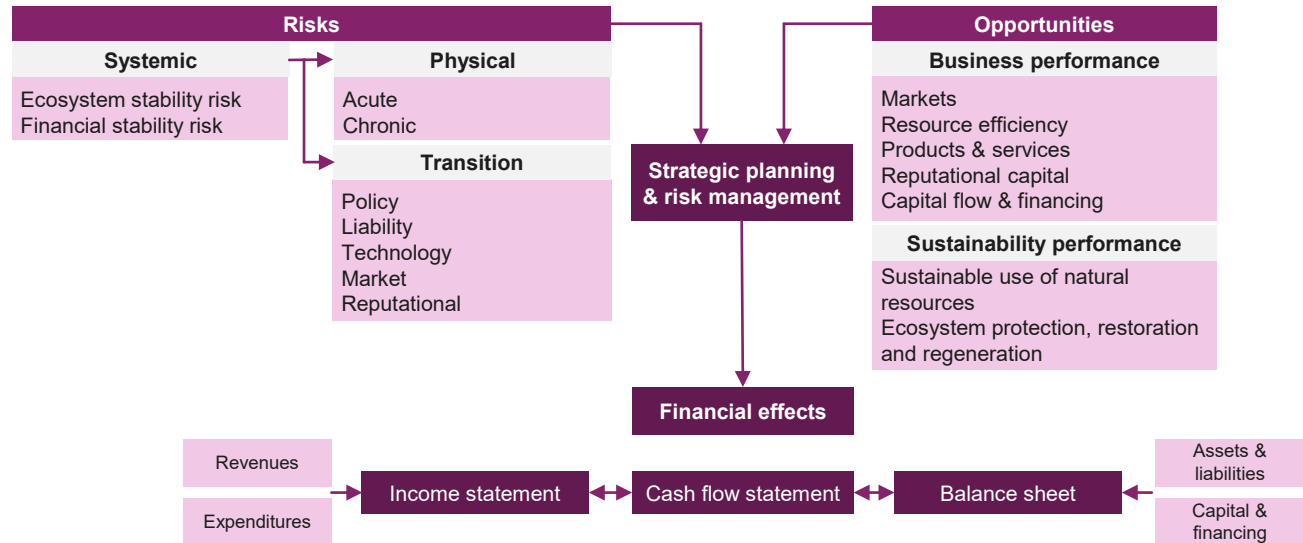 Risks
Systemic
Ecosystem stability risk
Financial stability risk
Physical
Acute
Chronic
Transition
Policy
Liability
Technology
Market
Reputational
Strategic planning
& risk management
Opportunities
Business performance
Markets
Resource efficiency
Products & services
Reputational capital
Capital flow & financing
Sustainability performance
Sustainable use of natural
resources
Ecosystem protection, restoration
and regeneration
Financial effects
Revenues
Expenditures
Income statement
Cash flow statement
Balance sheet
Assets &
liabilities
Capital &
financing